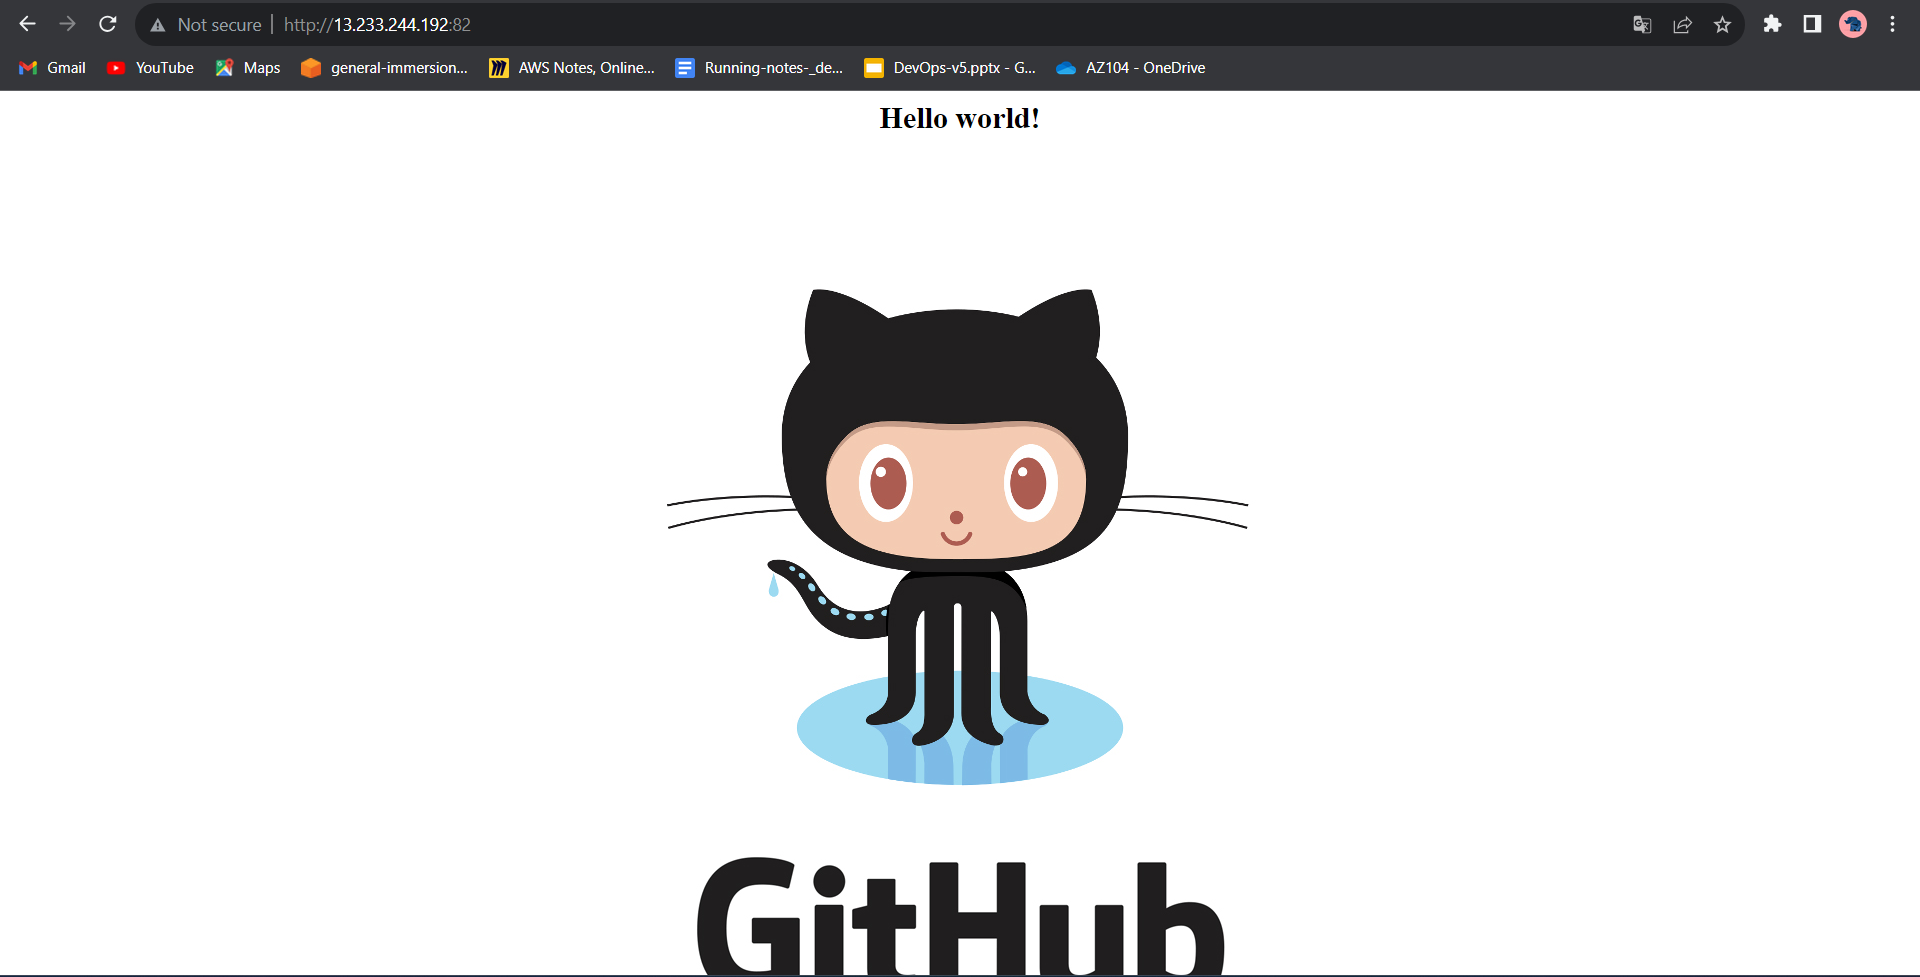 Not secure http://13.233.244.192:82
Gmail YouTube Maps general-immersion... AWS Notes, Online... Running-notes-_de... DevOps-v5.pptx - G... AZ104 - OneDrive
Hello world!
GitHub